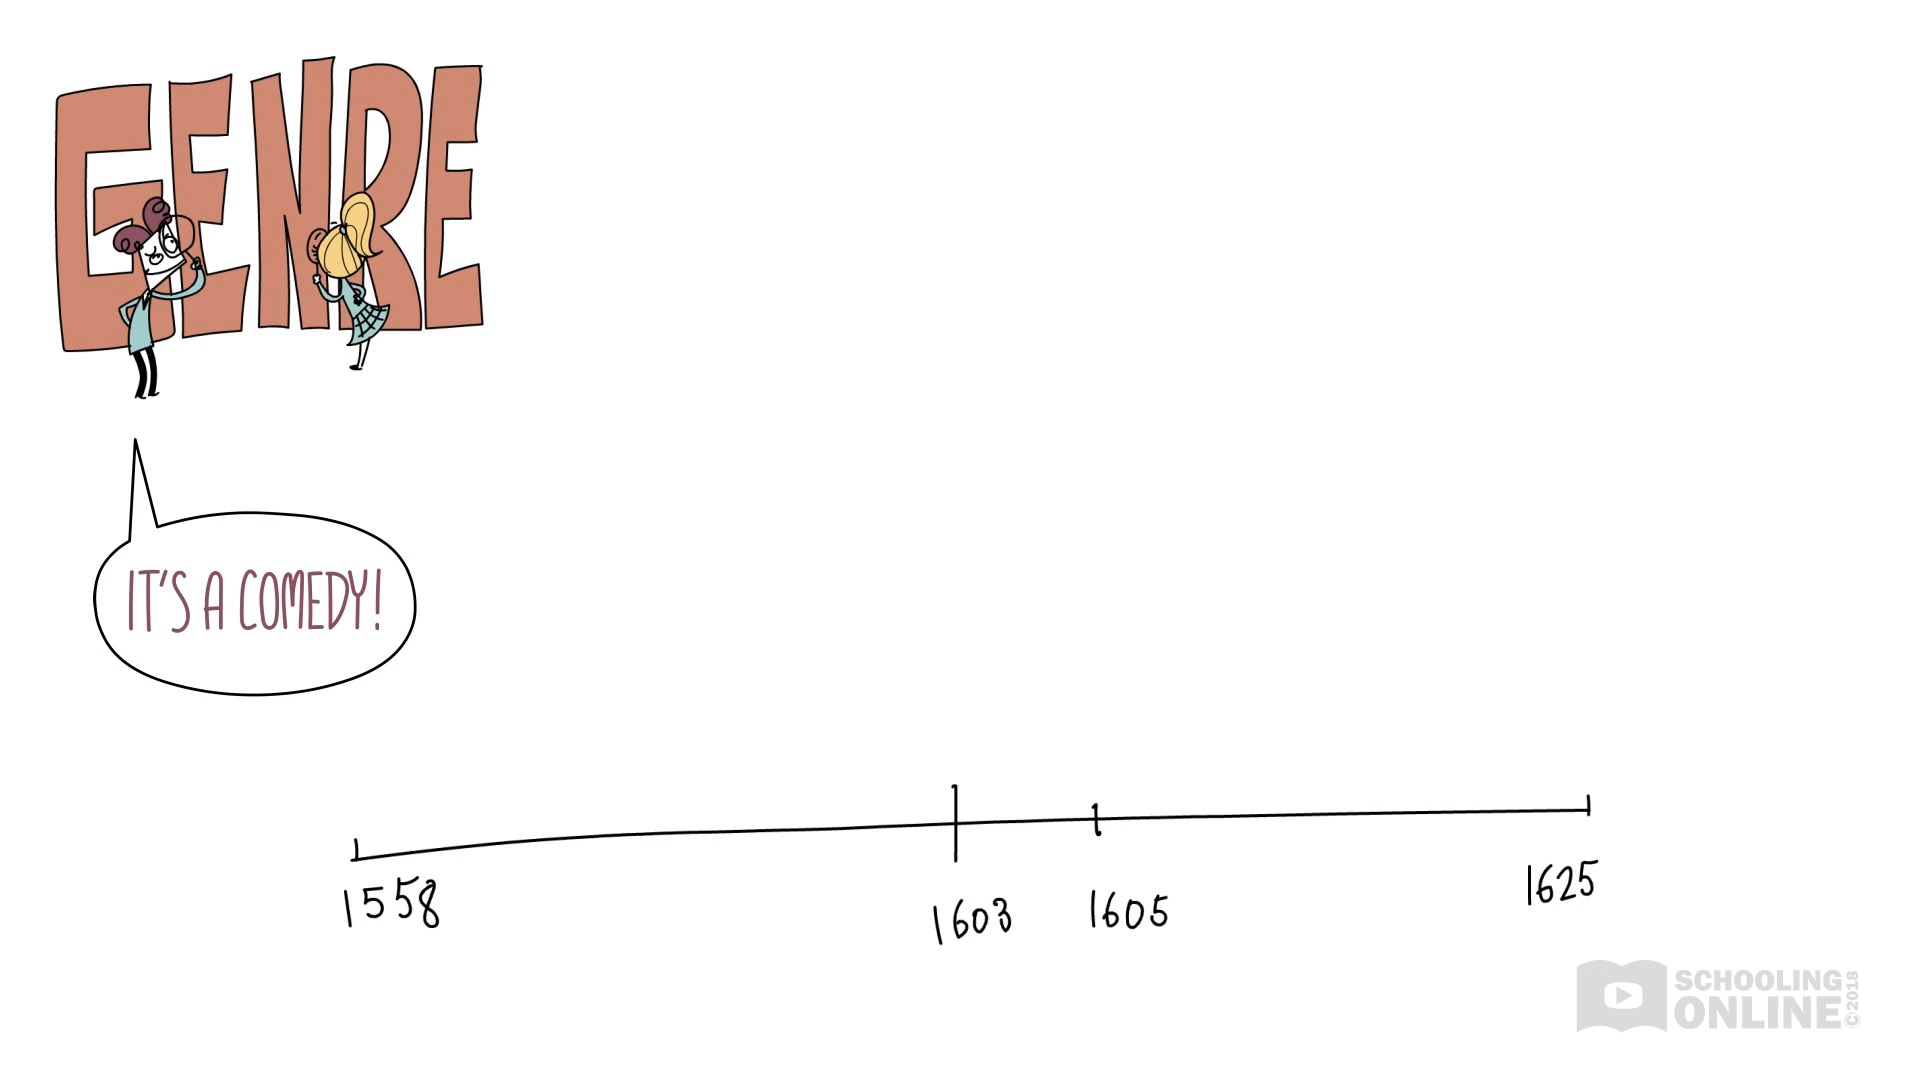 GENRE
IT'S A COMEDY!
1558
1603
1605
1625
SCHOOLING
ONLINE
©2018